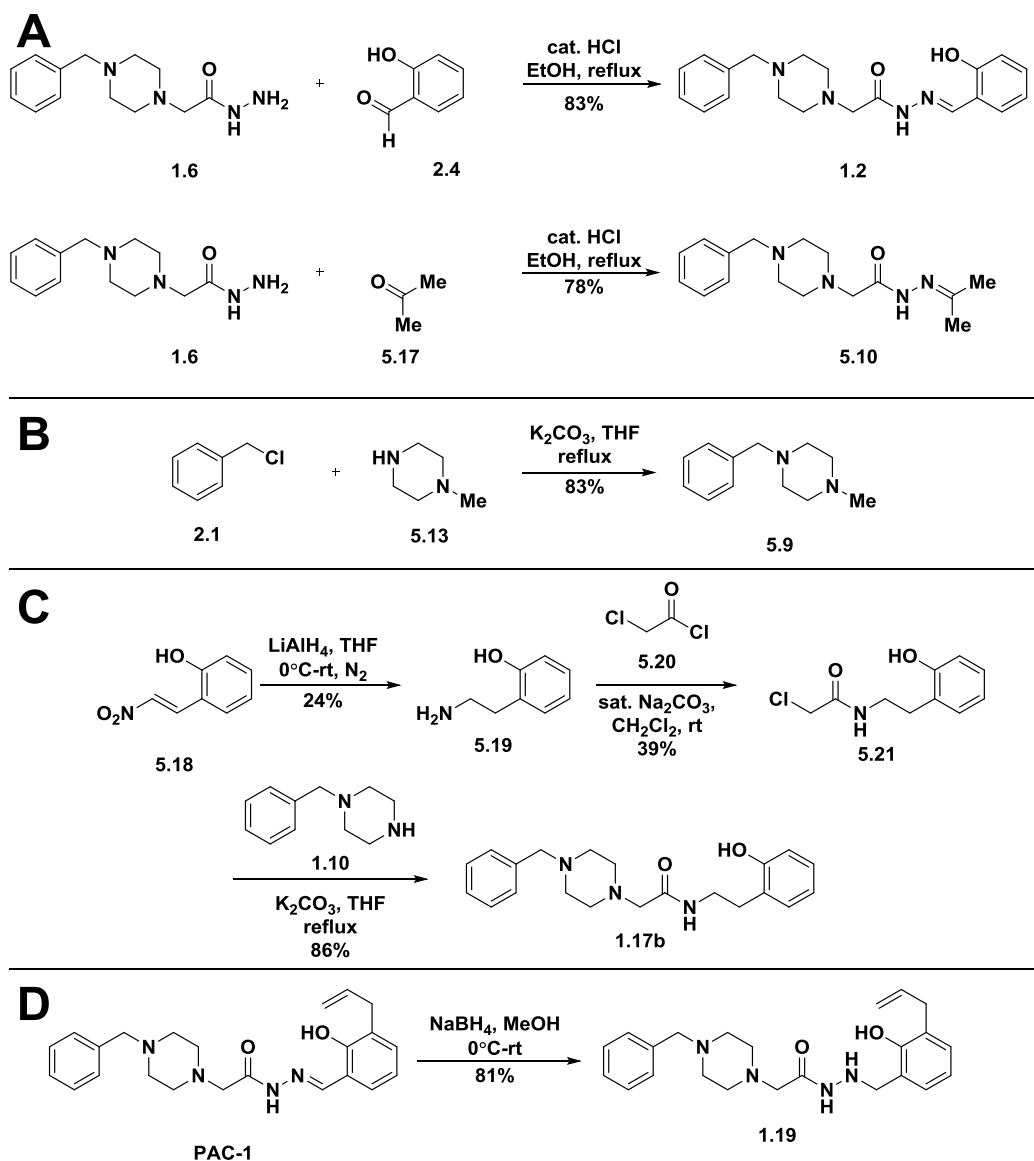 A
cat. HCl
EtOH, reflux
83%
N
N
O
N
H
NH2
+
HO
O
H
N
N
O
N
H
N
HO
1.6
2.4
1.2
cat. HCl
EtOH, reflux
78%
N
N
O
N
H
NH2
+
O
Me
Me
N
N
O
N
H
N
Me
Me
1.6
5.17
5.10
B
K2CO3, THF
reflux
83%
Cl
+
HN
N
Me
N
N
Me
2.1
5.13
5.9
C
HO
O2N
5.18
LiAlH4, THF
0°C-rt, N2
24%
HO
H2N
5.19
Cl
O
Cl
5.20
sat. Na2CO3,
CH2Cl2, rt
39%
Cl
O
N
H
HO
5.21
N
NH
1.10
K2CO3, THF
reflux
86%
N
N
O
N
H
HO
1.17b
D
N
N
O
N
H
N
HO
PAC-1
NaBH4, MeOH
0°C-rt
81%
N
N
O
N
H
H
N
HO
1.19